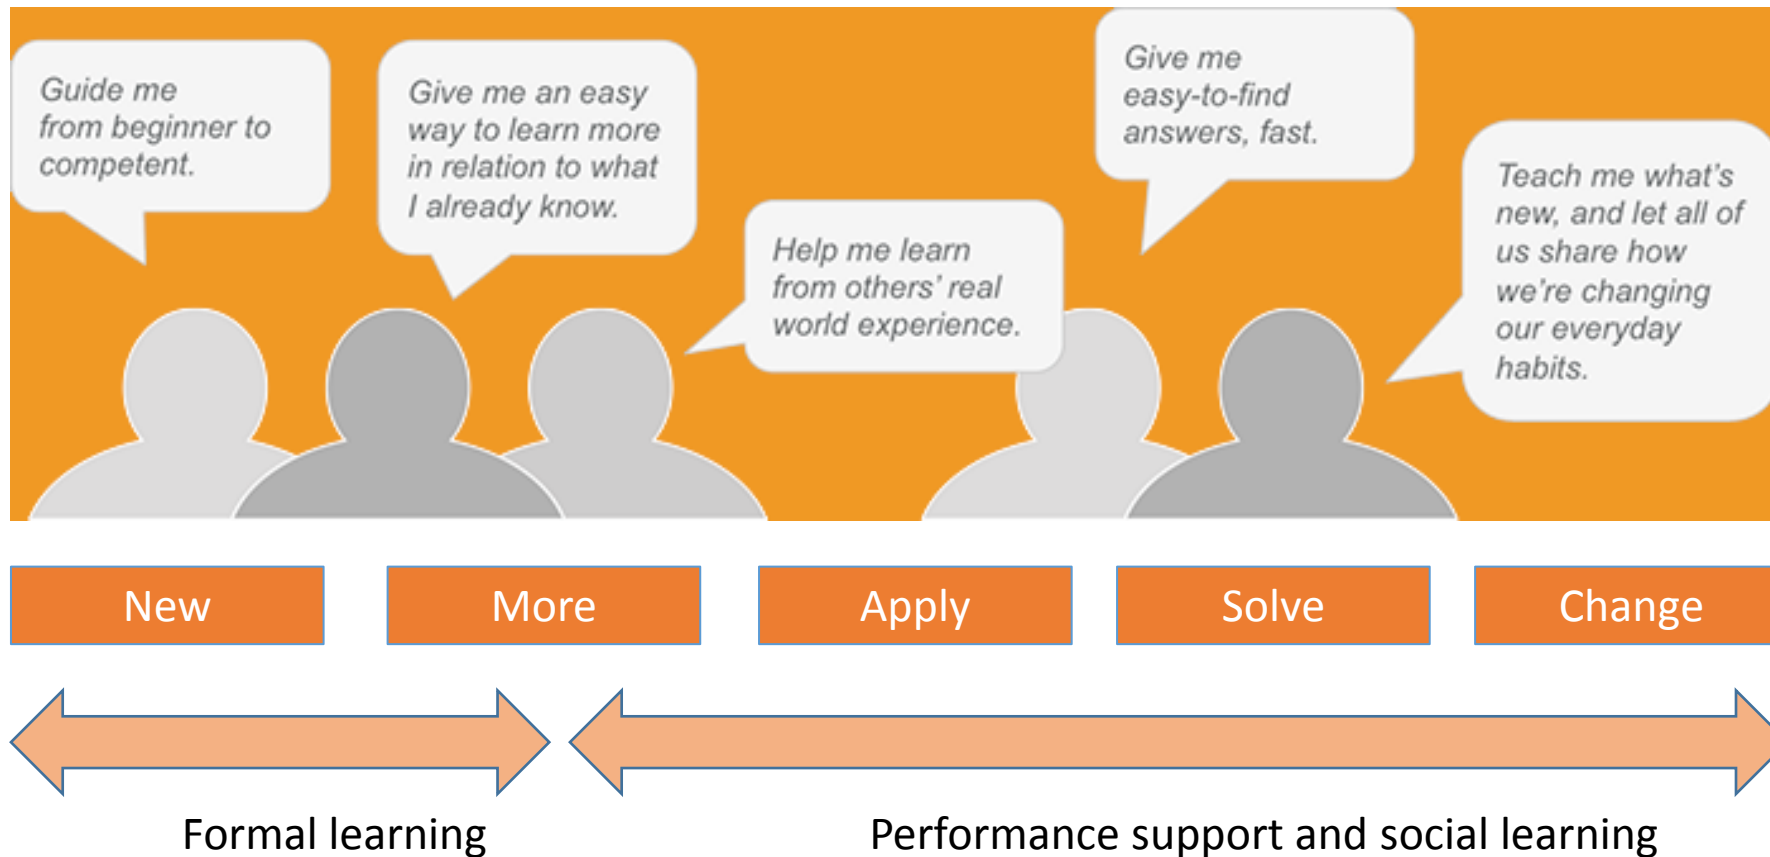 Guide me
from beginner to
competent.
Give me an easy
way to learn more
in relation to what
I already know.
Help me learn
from others’ real
world experience.
Give me
easy-to-find
answers, fast.
Teach me what’s
new, and let all of
us share how
we’re changing
our everyday
habits.
New
More
Apply
Solve
Change
Formal learning
Performance support and social learning